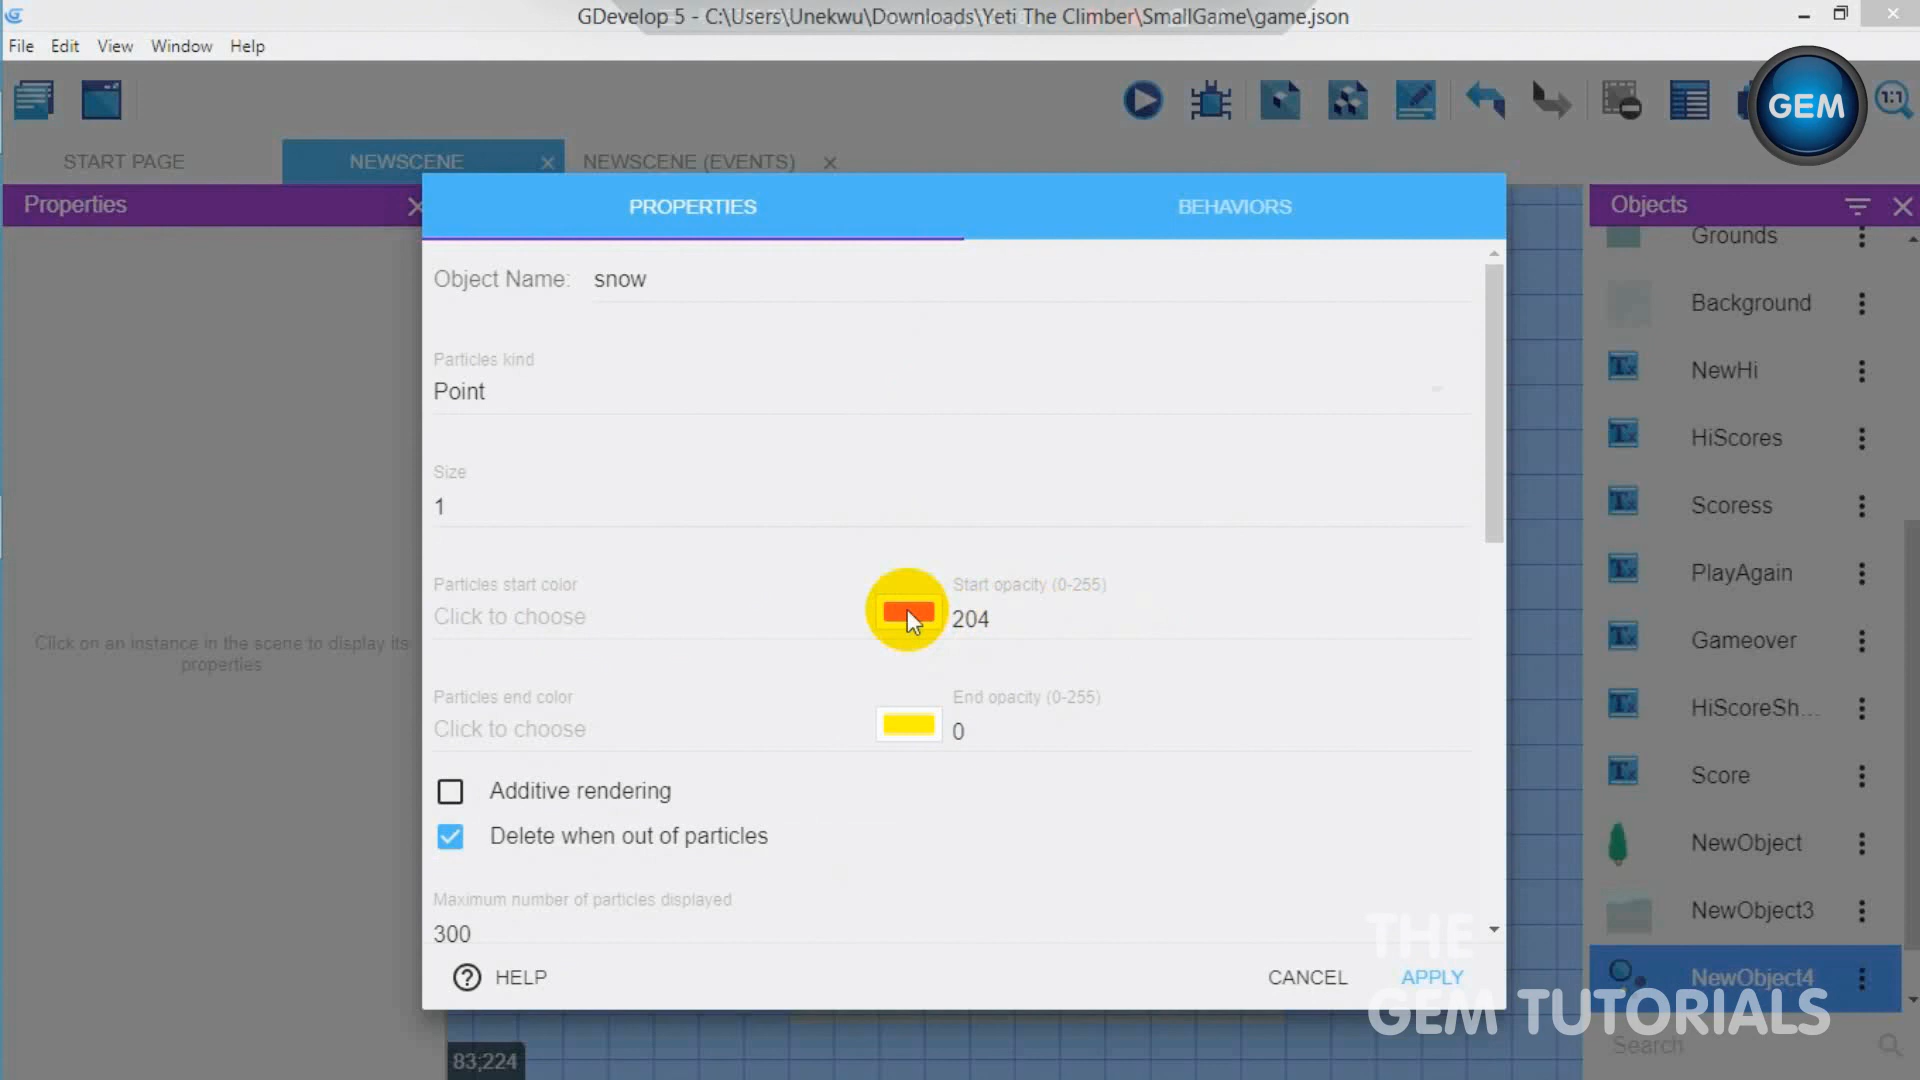 GDevelop 5 - C:\Users\Unekwu\Downloads\Yeti The Climber\SmallGame\game.json
File Edit View Window Help
GEM
1:1
START PAGE
NEWSCENE
NEWSCENE (EVENTS)
Properties
PROPERTIES
BEHAVIORS
Objects
Object Name: snow
Particles kind
Point
Size
1
Particles start color
Click to choose
Start opacity (0-255)
204
Particles end color
Click to choose
End opacity (0-255)
0
Additive rendering
Delete when out of particles
Maximum number of particles displayed
300
HELP
CANCEL
APPLY
Click on an instance in the scene to display its
properties
83;224
Grounds
Background
NewHi
HiScores
Scoress
PlayAgain
Gameover
HiScoreSh...
Score
NewObject
NewObject3
NewObject4
Search
THE
GEM TUTORIALS